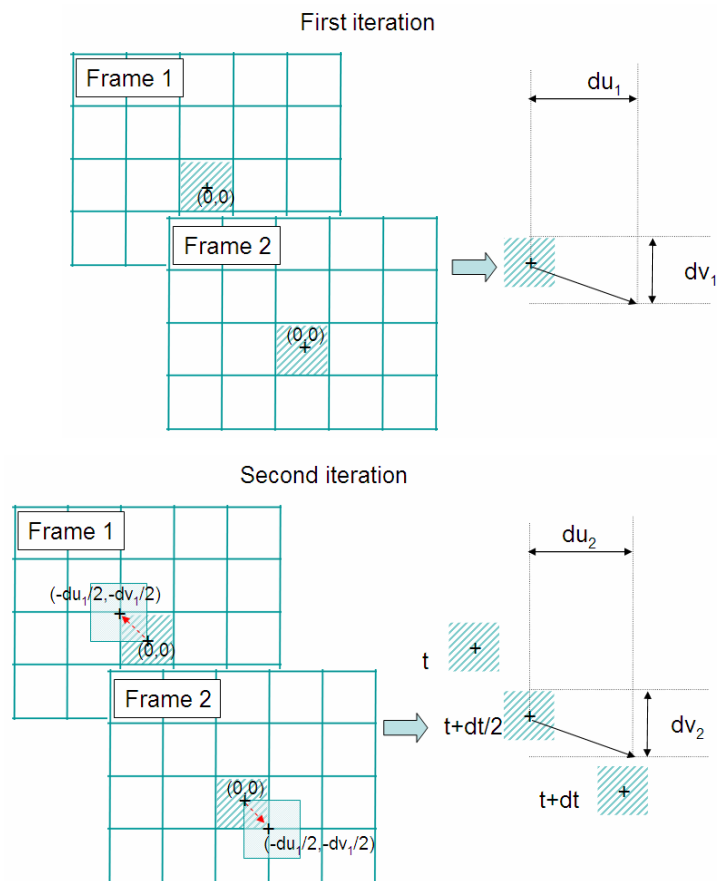 First iteration
Frame 1
du₁
(0,0)
Frame 2
dv₁
(0,0)
Second iteration
Frame 1
du₂
(-du₁/2,-dv₁/2)
(0,0)
t
Frame 2
t+dt/2
dv₂
(0,0)
t+dt
(-du₁/2,-dv₁/2)